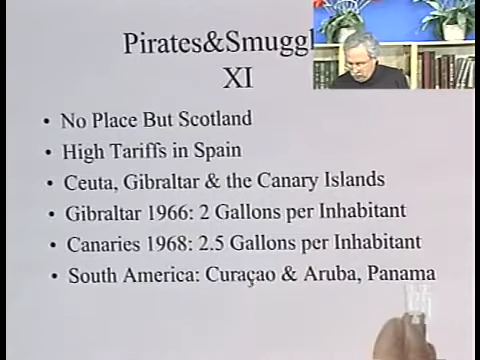 Pirates&Smuggl
XI
• No Place But Scotland
• High Tariffs in Spain
• Ceuta, Gibraltar & the Canary Islands
• Gibraltar 1966: 2 Gallons per Inhabitant
• Canaries 1968: 2.5 Gallons per Inhabitant
• South America: Curaçao & Aruba, Panama